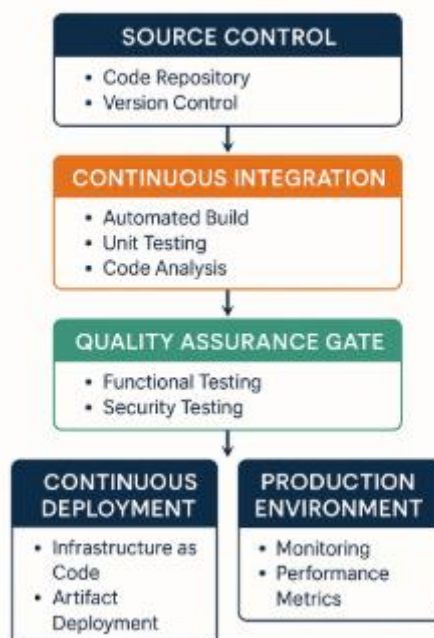 SOURCE CONTROL
• Code Repository
• Version Control
CONTINUOUS INTEGRATION
• Automated Build
• Unit Testing
• Code Analysis
QUALITY ASSURANCE GATE
• Functional Testing
• Security Testing
CONTINUOUS
DEPLOYMENT
• Infrastructure as
Code
• Artifact
Deployment
PRODUCTION
ENVIRONMENT
• Monitoring
• Performance
Metrics